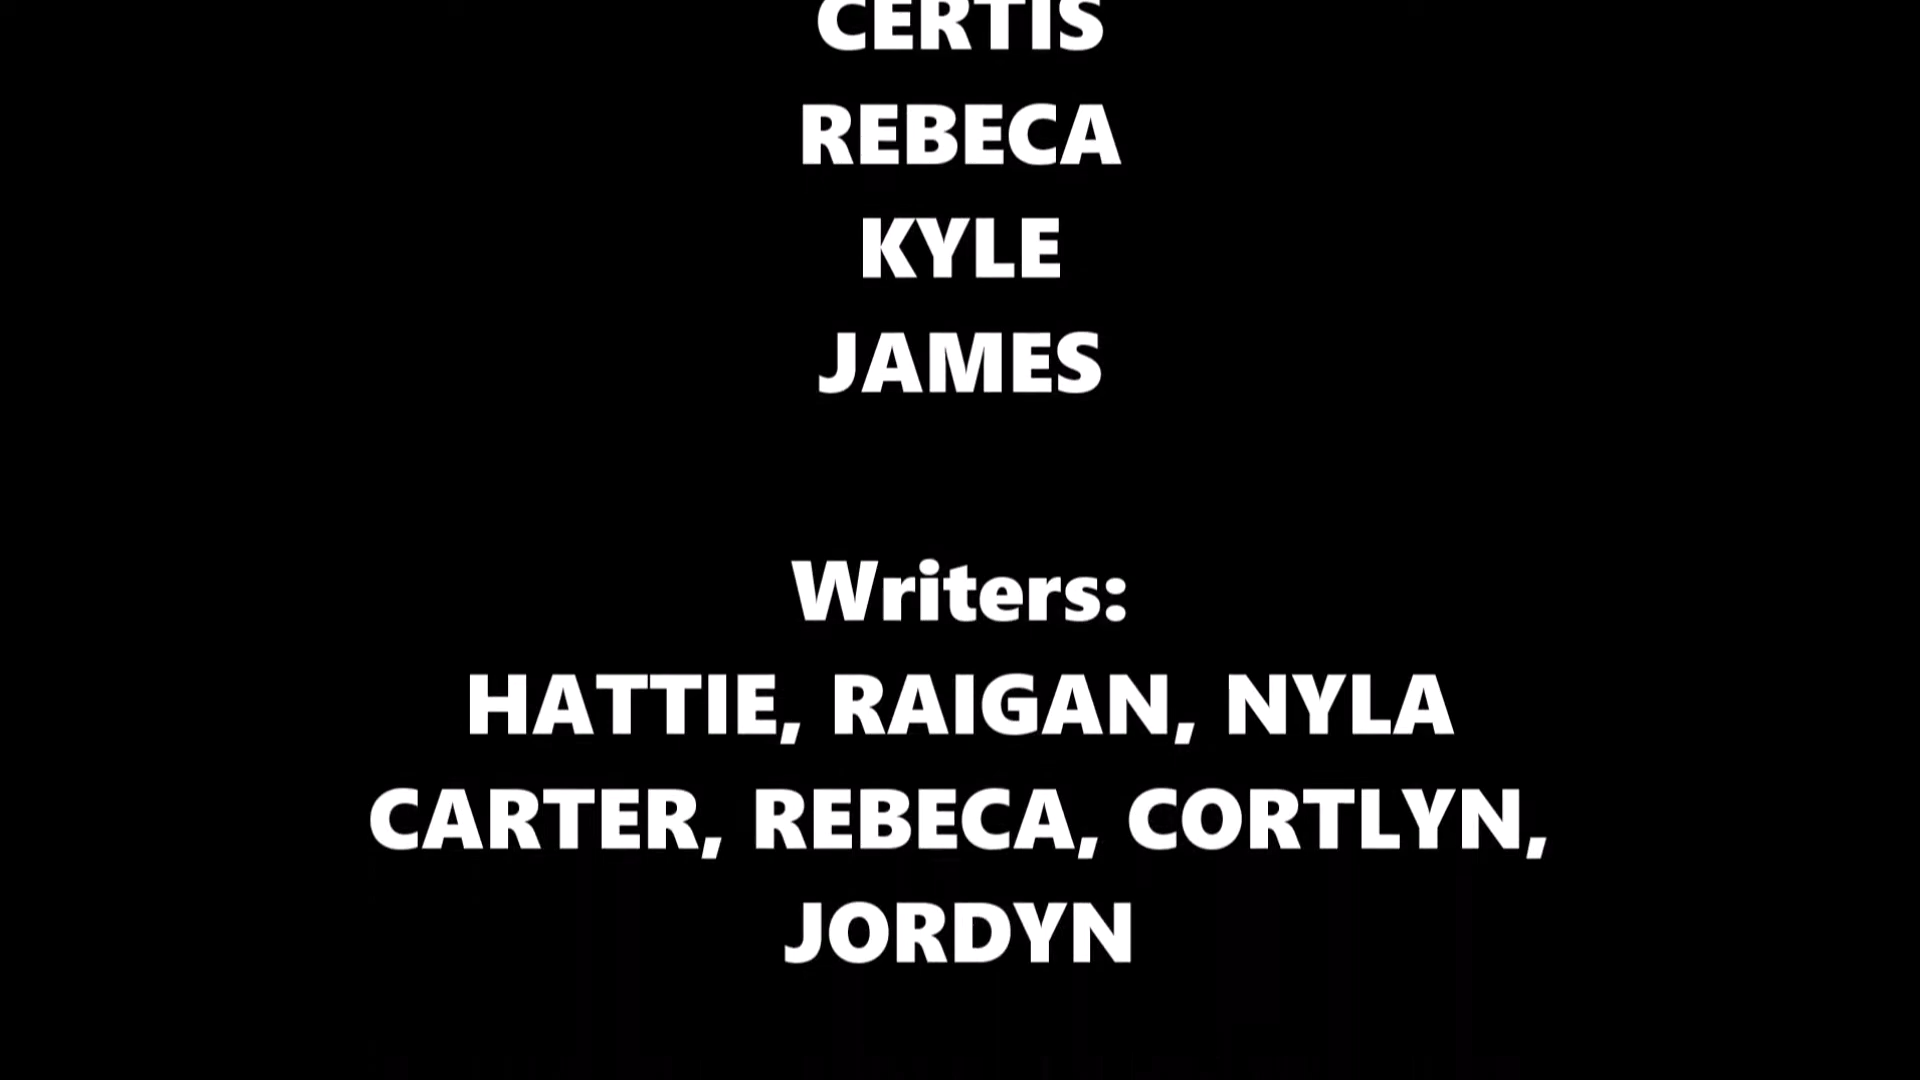 CERTIS
REBECA
KYLE
JAMES
Writers:
HATTIE, RAIGAN, NYLA
CARTER, REBECA, CORTLYN,
JORDYN